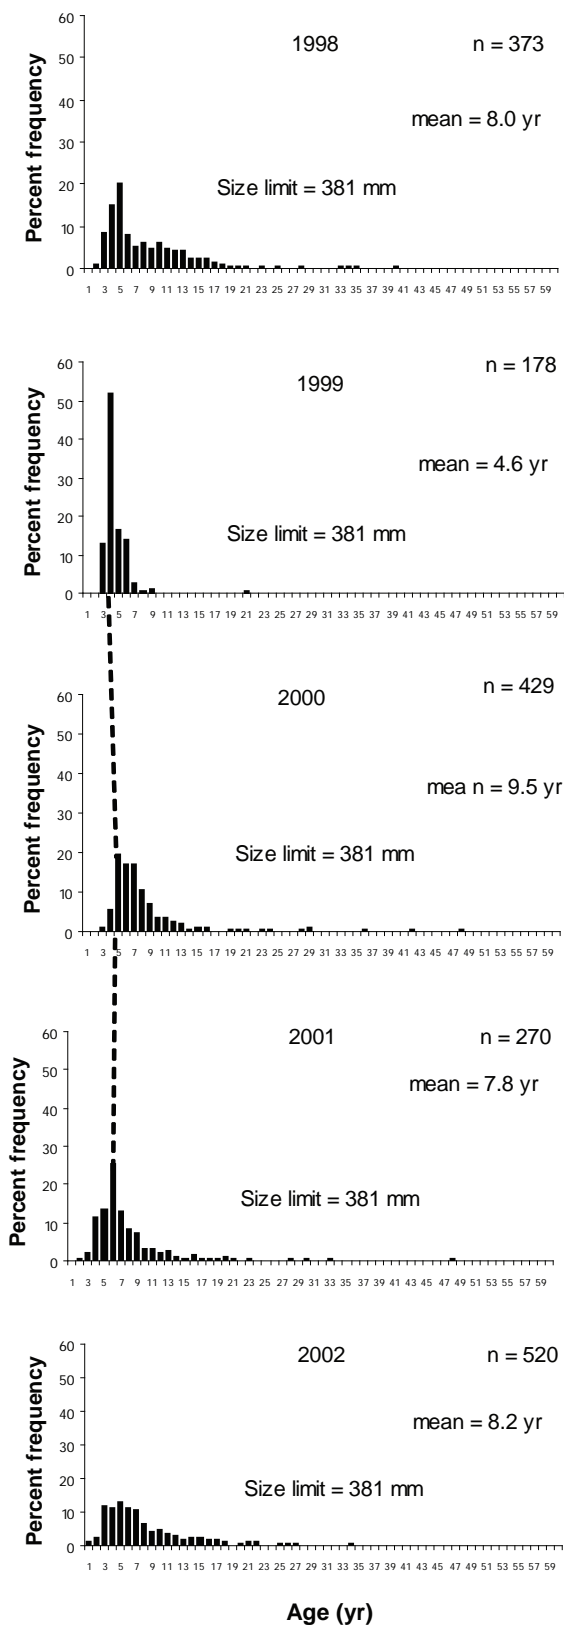 60
1998
n = 373
50
40
mean = 8.0 yr
30
Percent frequency
20
Size limit = 381 mm
10
0
1 3 5 7 9 11 13 15 17 19 21 23 25 27 29 31 33 35 37 39 41 43 45 47 49 51 53 55 57 59
60
n = 178
1999
50
40
mean = 4.6 yr
30
Percent frequency
20
Size limit = 381 mm
10
0
1 3 5 7 9 11 13 15 17 19 21 23 25 27 29 31 33 35 37 39 41 43 45 47 49 51 53 55 57 59
60
n = 429
2000
50
40
mea n = 9.5 yr
30
Percent frequency
20
Size limit = 381 mm
10
0
1 3 5 7 9 11 13 15 17 19 21 23 25 27 29 31 33 35 37 39 41 43 45 47 49 51 53 55 57 59
60
2001
n = 270
50
mean = 7.8 yr
40
30
Percent frequency
20
Size limit = 381 mm
10
0
1 3 5 7 9 11 13 15 17 19 21 23 25 27 29 31 33 35 37 39 41 43 45 47 49 51 53 55 57 59
60
2002
n = 520
50
40
mean = 8.2 yr
30
Percent frequency
20
Size limit = 381 mm
10
0
1 3 5 7 9 11 13 15 17 19 21 23 25 27 29 31 33 35 37 39 41 43 45 47 49 51 53 55 57 59
Age (yr)